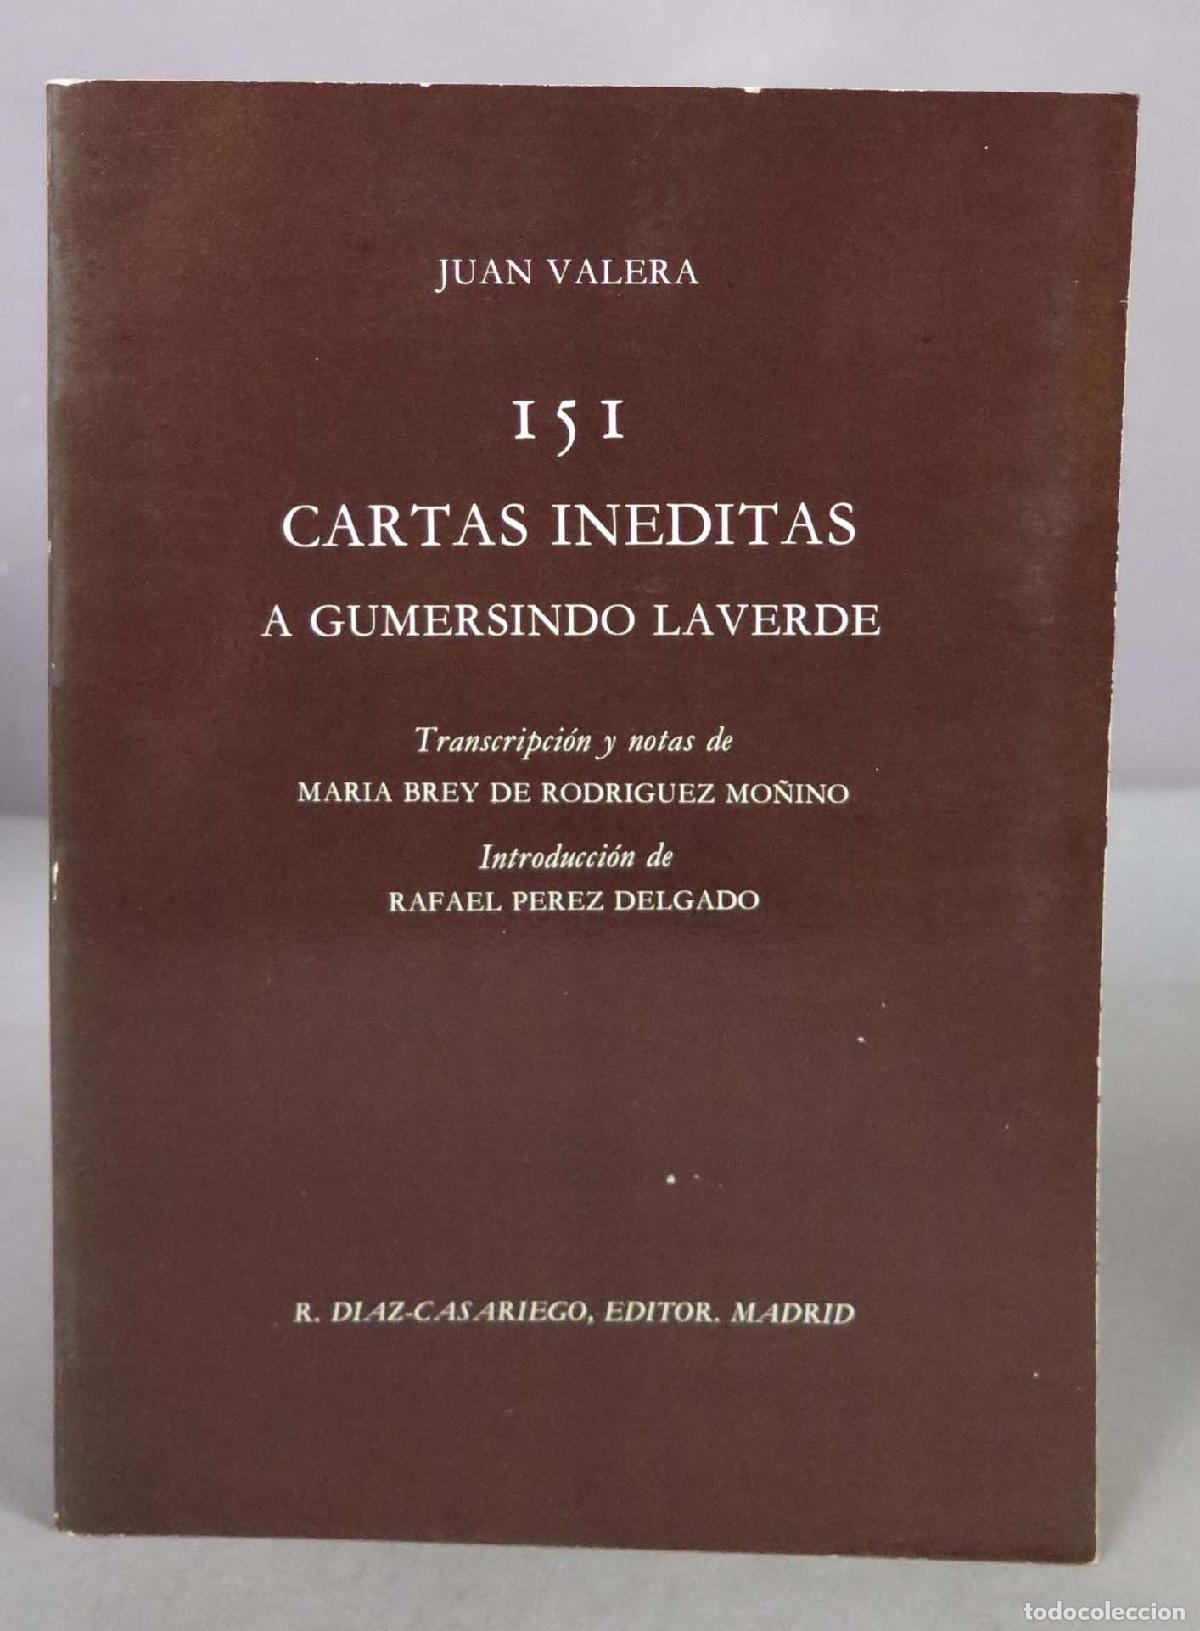 JUAN VALERA
151
CARTAS INEDITAS
A GUMERSINDO LAVERDE
Transcripción y notas de
MARIA BREY DE RODRIGUEZ MOÑINO
Introducción de
RAFAEL PEREZ DELGADO
R. DIAZ-CASARIEGO, EDITOR. MADRID
todocoleccion